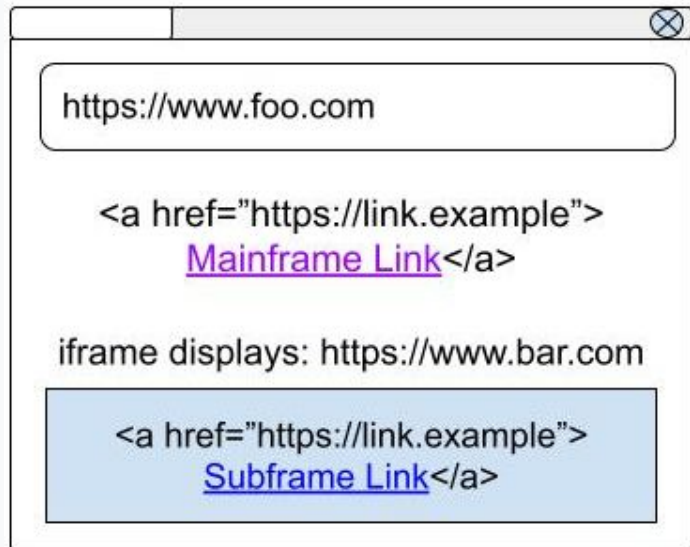 https://www.foo.com
<a href=”https://link.example”>
Mainframe Link</a>
iframe displays: https://www.bar.com
<a href=”https://link.example”>
Subframe Link</a>